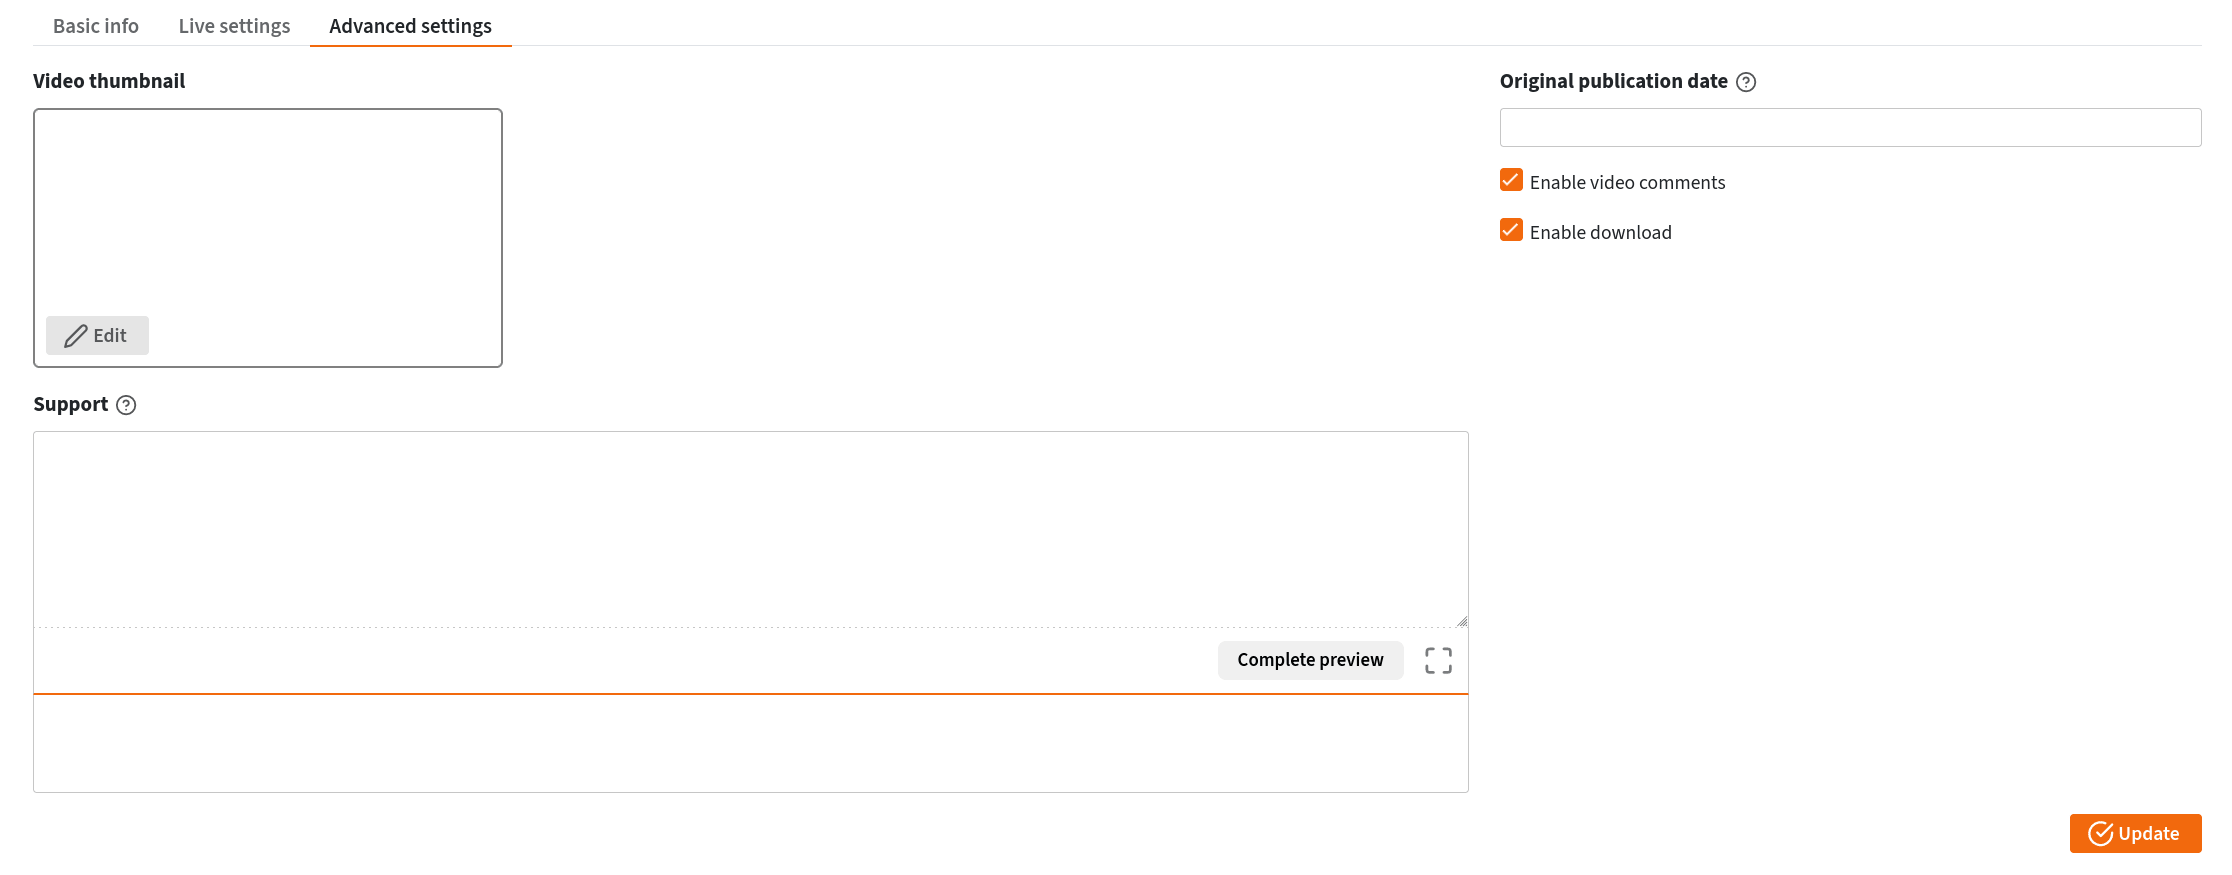 Basic info
Live settings
Advanced settings
Video thumbnail
Edit
Support
Complete preview
Original publication date
Enable video comments
Enable download
Update